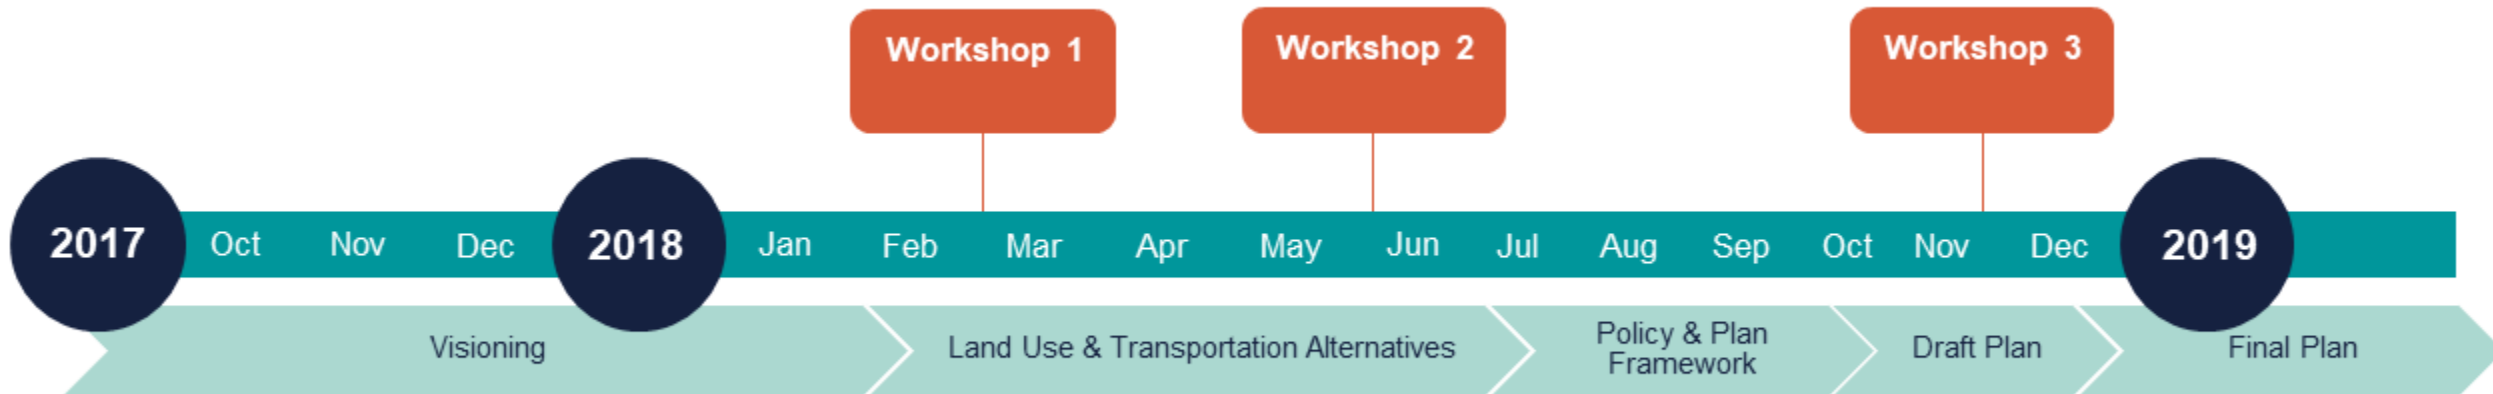 Workshop 1
Workshop 2
Workshop 3
2017 Oct Nov Dec 2018 Jan Feb Mar Apr May Jun Jul Aug Sep Oct Nov Dec 2019
Visioning
Land Use & Transportation Alternatives
Policy & Plan
Framework
Draft Plan
Final Plan